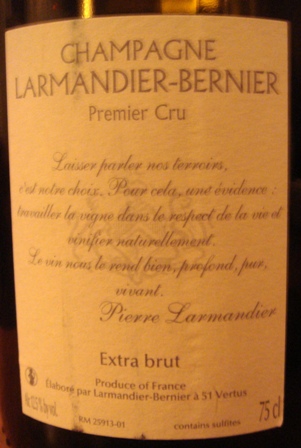 CHAMPAGNE
LARMANDIER-BERNIER
Premier Cru
Laisser parler nos terroirs,
c'est notre choix. Pour cela, une évidence :
travailler la vigne dans le respect de la vie et
vinifier naturellement.
Le vin nous le rend bien, profond, pur,
vivant.
Pierre Larmandier
Extra brut
Produce of France
Élaboré par Larmandier-Bernier à 51 Vertus
RM 25913-01
contains sulfites
75 cl